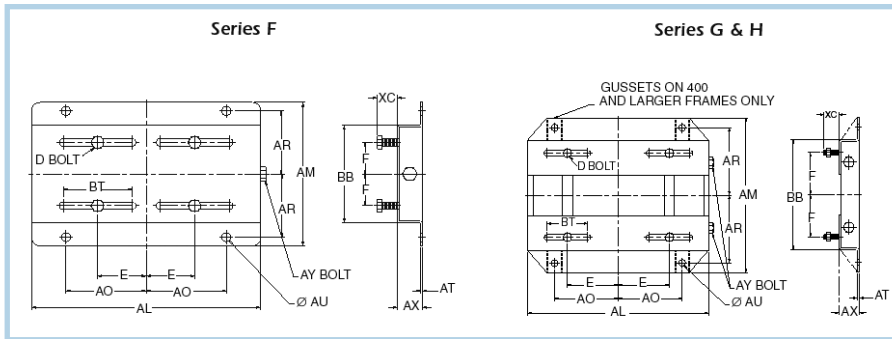 Series F
Series G & H
XC
D BOLT
BT
AR
AR
AM
BB
F
F
E
E
AO
AO
AL
AY BOLT
Ø AU
AX
AT
GUSSETS ON 400
AND LARGER FRAMES ONLY
XC
D BOLT
BT
AR
AR
AM
BB
F
F
E
E
AO
AO
AL
AY BOLT
Ø AU
AX
AT